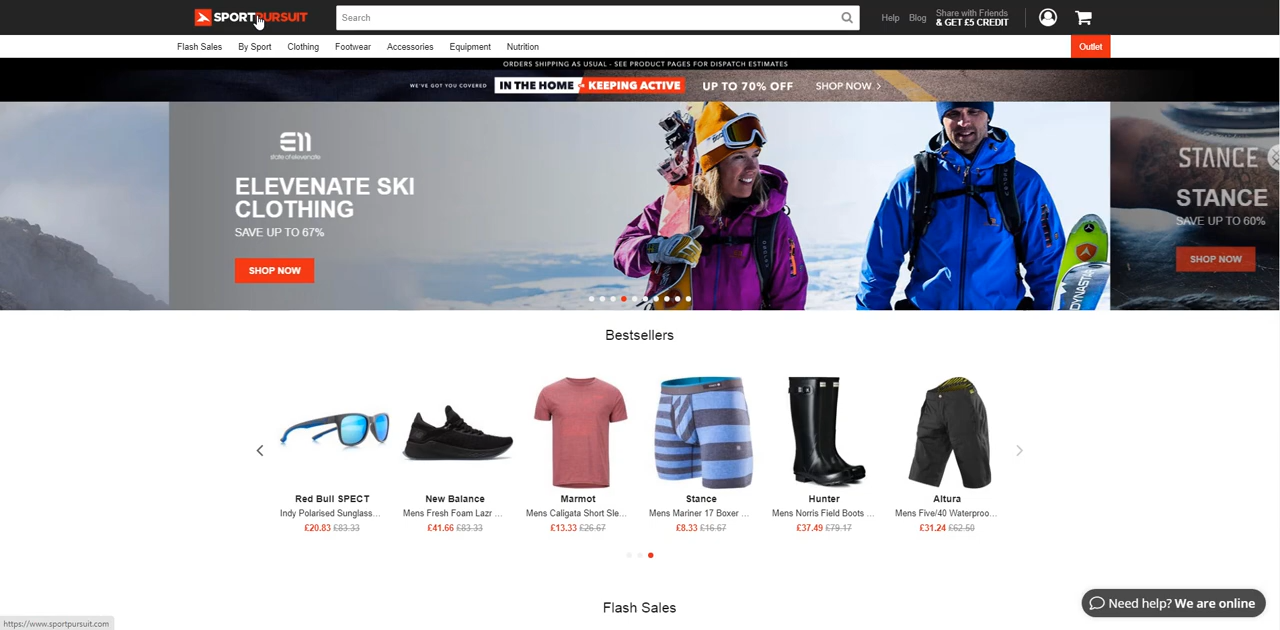 SPORTPURSUIT
Search
Help
Blog
Share with Friends
& GET £5 CREDIT
Flash Sales
By Sport
Clothing
Footwear
Accessories
Equipment
Nutrition
Outlet
ORDERS SHIPPING AS USUAL - SEE PRODUCT PAGES FOR DISPATCH ESTIMATES
WE'VE GOT YOU COVERED IN THE HOME KEEPING ACTIVE UP TO 70% OFF SHOP NOW >
E11
state of elevenate
ELEVENATE SKI
CLOTHING
SAVE UP TO 67%
SHOP NOW
DYNASTAR
STANCE
STANCE
SAVE UP TO 60%
SHOP NOW
Bestsellers
Red Bull SPECT
Indy Polarised Sunglass...
£20.83 £83.33
New Balance
Mens Fresh Foam Lazr ...
£41.66 £83.33
Marmot
Mens Caligata Short Sle...
£13.33 £26.67
Stance
Mens Mariner 17 Boxer ...
£8.33 £16.67
Hunter
Mens Norris Field Boots ...
£37.49 £79.17
Altura
Mens Five/40 Waterproo...
£31.24 £62.50
Flash Sales
Need help? We are online
https://www.sportpursuit.com